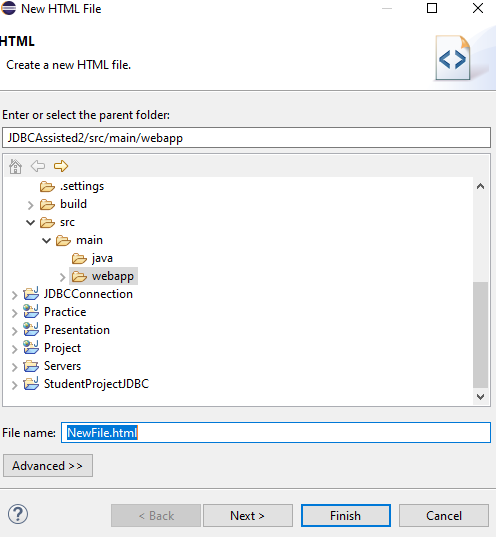 New HTML File
HTML
Create a new HTML file.
Enter or select the parent folder:
JDBCAssisted2/src/main/webapp
.settings
build
src
main
java
webapp
JDBCConnection
Practice
Presentation
Project
Servers
StudentProjectJDBC
File name:
NewFile.html
Advanced >>
?
< Back
Next >
Finish
Cancel